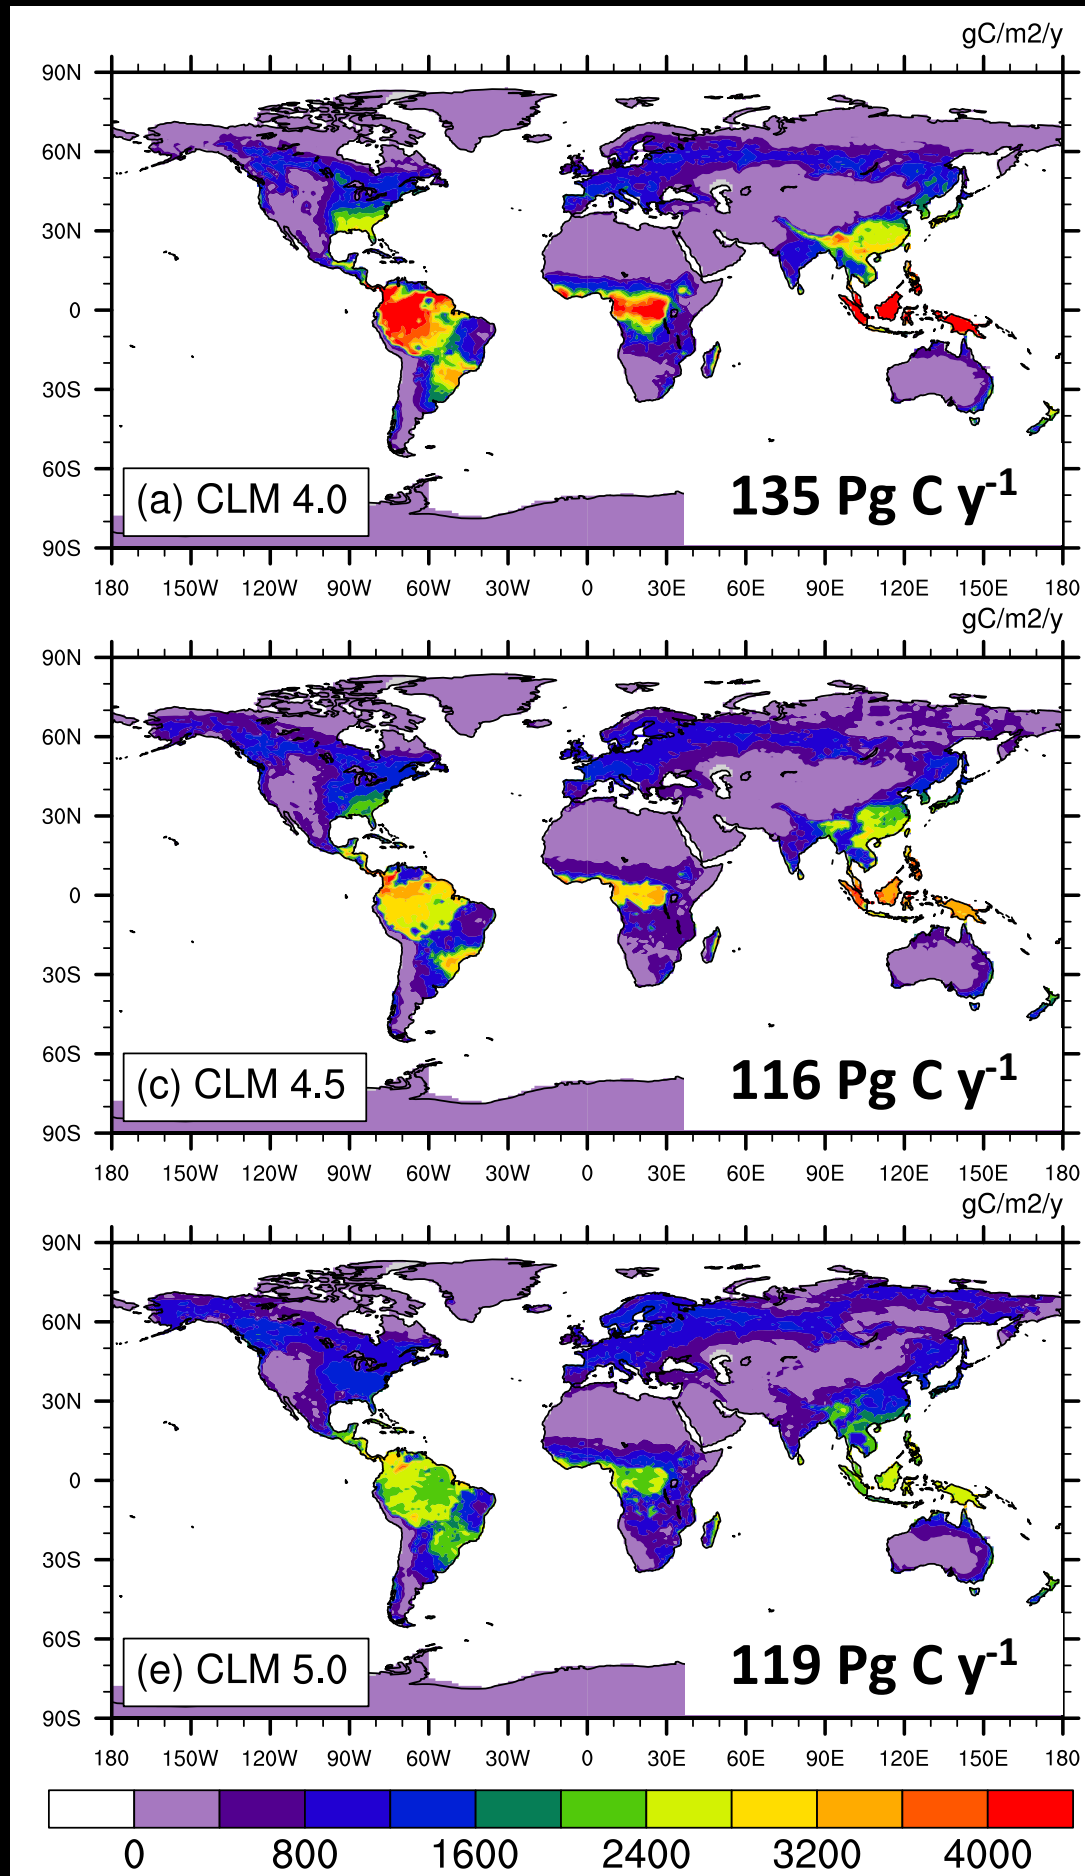 gC/m2/y
90N
60N
30N
0
30S
60S
90S
(a) CLM 4.0
135 Pg C y⁻¹
180 150W 120W 90W 60W 30W 0 30E 60E 90E 120E 150E 180
gC/m2/y
90N
60N
30N
0
30S
60S
90S
(c) CLM 4.5
116 Pg C y⁻¹
180 150W 120W 90W 60W 30W 0 30E 60E 90E 120E 150E 180
gC/m2/y
90N
60N
30N
0
30S
60S
90S
(e) CLM 5.0
119 Pg C y⁻¹
180 150W 120W 90W 60W 30W 0 30E 60E 90E 120E 150E 180
0 800 1600 2400 3200 4000